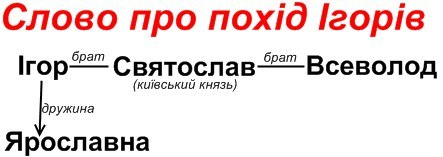 Слово про похід Ігорів
брат брат
Ігор Святослав Всеволод
(київський князь)
дружина
Ярославна